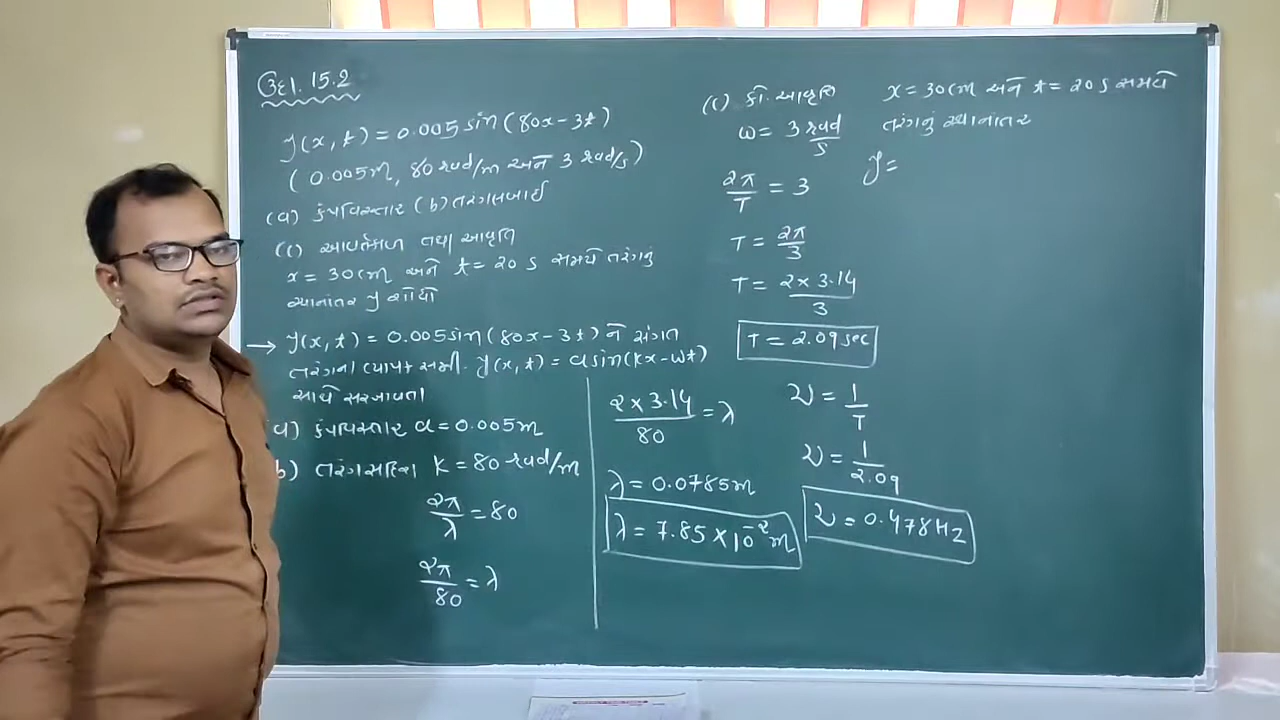 ઉદા. 15.2
y(x, t) = 0.005 sin (80x - 3t)
(0.005m, 80 rad/m અને 3 rad/s)
(a) કંપવિસ્તાર (b) તરંગલંબાઈ
(c) આવર્તકાળ તથા આવૃત્તિ
x = 30 cm અને t = 20 s સમયે તરંગનું
સ્થાનાંતર y શોધો
→ y(x, t) = 0.005 sin (80x - 3t) ને સંગત
તરંગના વ્યાપક સમી. y(x, t) = a sin (kx - ωt)
સાથે સરખાવતા
a) કંપવિસ્તાર a = 0.005m
b) k = 80 rad/m
2π/λ = 80
2π/80 = λ
2 × 3.14/80 = λ
λ = 0.0785m
λ = 7.85 × 10⁻² m
(c) કો. આવૃત્તિ
ω = 3 rad/s
2π/T = 3
T = 2π/3
T = 2 × 3.14/3
T = 2.09 sec
ν = 1/T
ν = 1/2.09
ν = 0.478 Hz
x = 30 cm અને t = 20 s સમયે
તરંગનું સ્થાનાંતર
y =